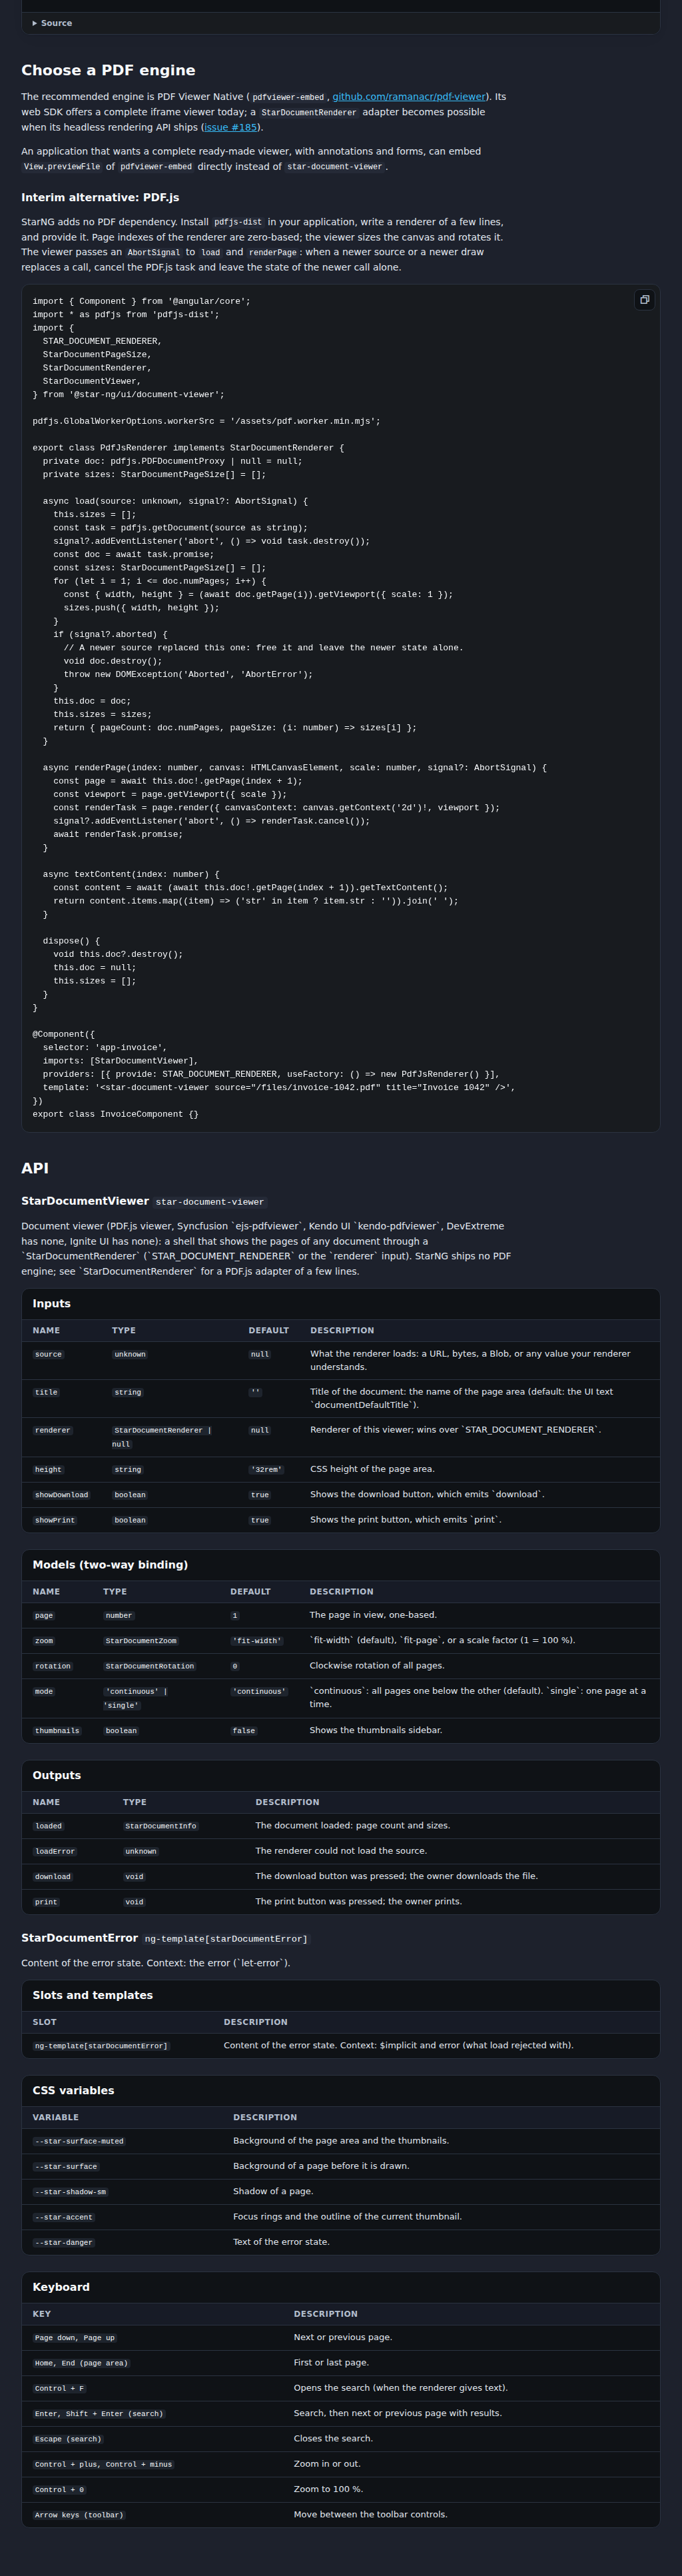 ▶ Source
Choose a PDF engine
The recommended engine is PDF Viewer Native ( pdfviewer-embed , github.com/ramanacr/pdf-viewer). Its
web SDK offers a complete iframe viewer today; a StarDocumentRenderer adapter becomes possible
when its headless rendering API ships (issue #185).
An application that wants a complete ready-made viewer, with annotations and forms, can embed
View.previewFile of pdfviewer-embed directly instead of star-document-viewer .
Interim alternative: PDF.js
StarNG adds no PDF dependency. Install pdfjs-dist in your application, write a renderer of a few lines,
and provide it. Page indexes of the renderer are zero-based; the viewer sizes the canvas and rotates it.
The viewer passes an AbortSignal to load and renderPage : when a newer source or a newer draw
replaces a call, cancel the PDF.js task and leave the state of the newer call alone.
import { Component } from '@angular/core';
import * as pdfjs from 'pdfjs-dist';
import {
  STAR_DOCUMENT_RENDERER,
  StarDocumentPageSize,
  StarDocumentRenderer,
  StarDocumentViewer,
} from '@star-ng/ui/document-viewer';
pdfjs.GlobalWorkerOptions.workerSrc = '/assets/pdf.worker.min.mjs';
export class PdfJsRenderer implements StarDocumentRenderer {
  private doc: pdfjs.PDFDocumentProxy | null = null;
  private sizes: StarDocumentPageSize[] = [];
  async load(source: unknown, signal?: AbortSignal) {
    this.sizes = [];
    const task = pdfjs.getDocument(source as string);
    signal?.addEventListener('abort', () => void task.destroy());
    const doc = await task.promise;
    const sizes: StarDocumentPageSize[] = [];
    for (let i = 1; i <= doc.numPages; i++) {
      const { width, height } = (await doc.getPage(i)).getViewport({ scale: 1 });
      sizes.push({ width, height });
    }
    if (signal?.aborted) {
      // A newer source replaced this one: free it and leave the newer state alone.
      void doc.destroy();
      throw new DOMException('Aborted', 'AbortError');
    }
    this.doc = doc;
    this.sizes = sizes;
    return { pageCount: doc.numPages, pageSize: (i: number) => sizes[i] };
  }
  async renderPage(index: number, canvas: HTMLCanvasElement, scale: number, signal?: AbortSignal) {
    const page = await this.doc!.getPage(index + 1);
    const viewport = page.getViewport({ scale });
    const renderTask = page.render({ canvasContext: canvas.getContext('2d')!, viewport });
    signal?.addEventListener('abort', () => renderTask.cancel());
    await renderTask.promise;
  }
  async textContent(index: number) {
    const content = await (await this.doc!.getPage(index + 1)).getTextContent();
    return content.items.map((item) => ('str' in item ? item.str : '')).join(' ');
  }
  dispose() {
    void this.doc?.destroy();
    this.doc = null;
    this.sizes = [];
  }
}
@Component({
  selector: 'app-invoice',
  imports: [StarDocumentViewer],
  providers: [{ provide: STAR_DOCUMENT_RENDERER, useFactory: () => new PdfJsRenderer() }],
  template: '<star-document-viewer source="/files/invoice-1042.pdf" title="Invoice 1042" />',
})
export class InvoiceComponent {}
API
StarDocumentViewer star-document-viewer
Document viewer (PDF.js viewer, Syncfusion `ejs-pdfviewer`, Kendo UI `kendo-pdfviewer`, DevExtreme
has none, Ignite UI has none): a shell that shows the pages of any document through a
`StarDocumentRenderer` (`STAR_DOCUMENT_RENDERER` or the `renderer` input). StarNG ships no PDF
engine; see `StarDocumentRenderer` for a PDF.js adapter of a few lines.
Inputs
NAME TYPE DEFAULT DESCRIPTION
source unknown null What the renderer loads: a URL, bytes, a Blob, or any value your renderer
understands.
title string '' Title of the document: the name of the page area (default: the UI text
`documentDefaultTitle`).
renderer StarDocumentRenderer | null Renderer of this viewer; wins over `STAR_DOCUMENT_RENDERER`.
null
height string '32rem' CSS height of the page area.
showDownload boolean true Shows the download button, which emits `download`.
showPrint boolean true Shows the print button, which emits `print`.
Models (two-way binding)
NAME TYPE DEFAULT DESCRIPTION
page number 1 The page in view, one-based.
zoom StarDocumentZoom 'fit-width' `fit-width` (default), `fit-page`, or a scale factor (1 = 100 %).
rotation StarDocumentRotation 0 Clockwise rotation of all pages.
mode 'continuous' | 'continuous' `continuous`: all pages one below the other (default). `single`: one page at a
'single' time.
thumbnails boolean false Shows the thumbnails sidebar.
Outputs
NAME TYPE DESCRIPTION
loaded StarDocumentInfo The document loaded: page count and sizes.
loadError unknown The renderer could not load the source.
download void The download button was pressed; the owner downloads the file.
print void The print button was pressed; the owner prints.
StarDocumentError ng-template[starDocumentError]
Content of the error state. Context: the error (`let-error`).
Slots and templates
SLOT DESCRIPTION
ng-template[starDocumentError] Content of the error state. Context: $implicit and error (what load rejected with).
CSS variables
VARIABLE DESCRIPTION
--star-surface-muted Background of the page area and the thumbnails.
--star-surface Background of a page before it is drawn.
--star-shadow-sm Shadow of a page.
--star-accent Focus rings and the outline of the current thumbnail.
--star-danger Text of the error state.
Keyboard
KEY DESCRIPTION
Page down, Page up Next or previous page.
Home, End (page area) First or last page.
Control + F Opens the search (when the renderer gives text).
Enter, Shift + Enter (search) Search, then next or previous page with results.
Escape (search) Closes the search.
Control + plus, Control + minus Zoom in or out.
Control + 0 Zoom to 100 %.
Arrow keys (toolbar) Move between the toolbar controls.